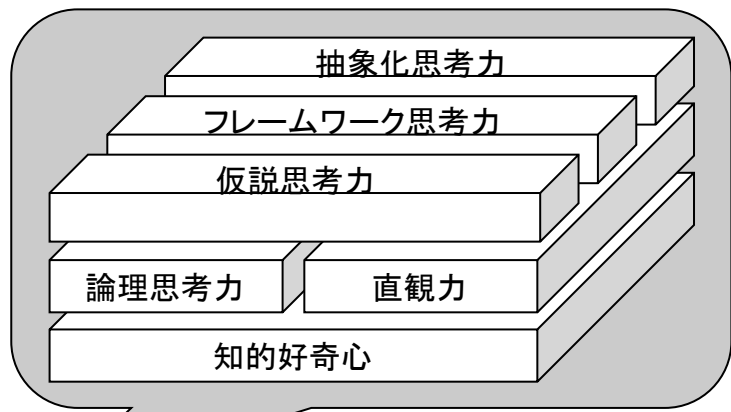 抽象化思考力
フレームワーク思考力
仮説思考力
論理思考力
直観力
知的好奇心